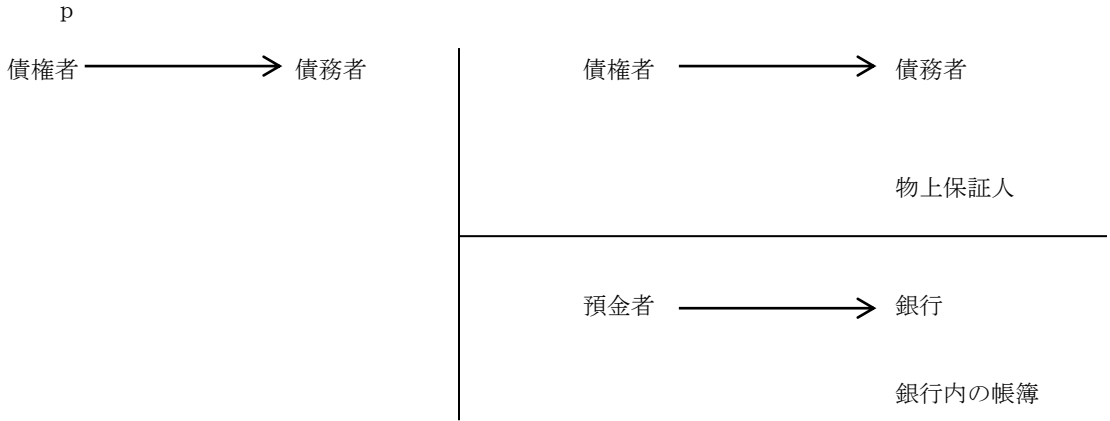 p
債権者 債務者
債権者 債務者
物上保証人
預金者 銀行
銀行内の帳簿